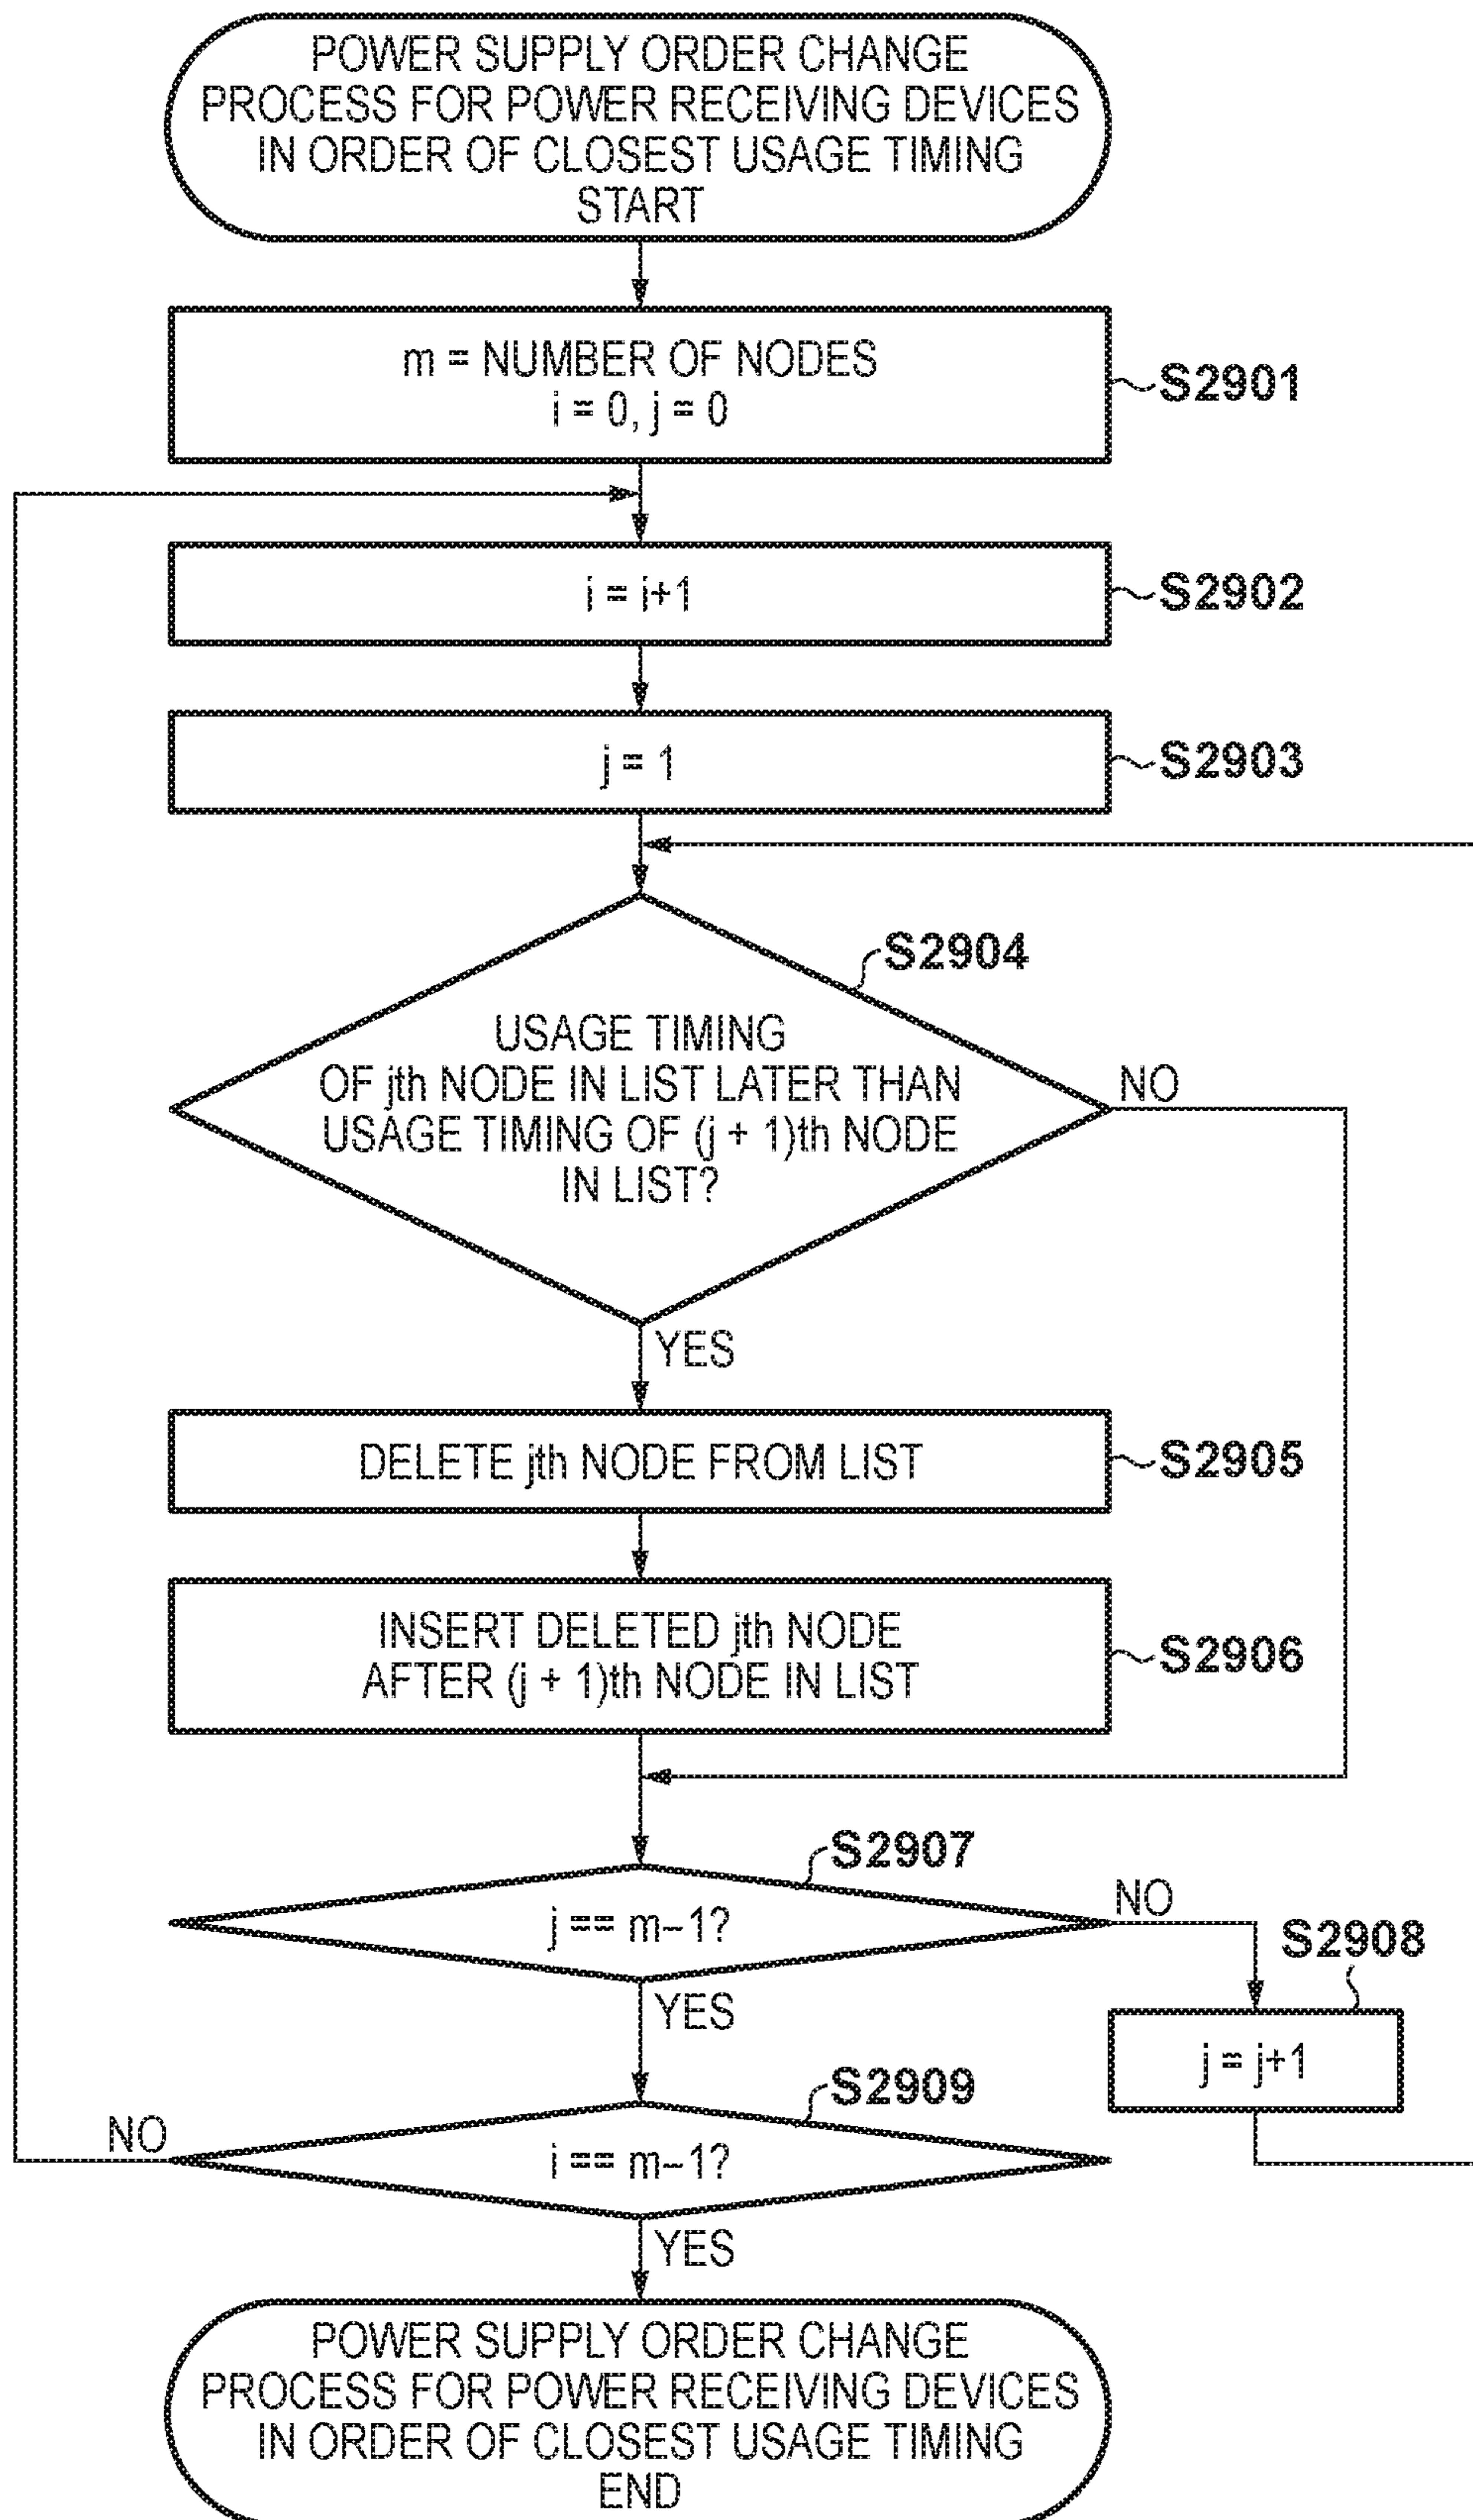 POWER SUPPLY ORDER CHANGE
PROCESS FOR POWER RECEIVING DEVICES
IN ORDER OF CLOSEST USAGE TIMING
START
m = NUMBER OF NODES
i = 0, j = 0
S2901
i = i+1
S2902
j = 1
S2903
S2904
USAGE TIMING
OF jth NODE IN LIST LATER THAN
USAGE TIMING OF (j + 1)th NODE
IN LIST?
NO
YES
DELETE jth NODE FROM LIST
S2905
INSERT DELETED jth NODE
AFTER (j + 1)th NODE IN LIST
S2906
S2907
j == m–1?
NO
S2908
YES
j = j+1
S2909
NO
i == m–1?
YES
POWER SUPPLY ORDER CHANGE
PROCESS FOR POWER RECEIVING DEVICES
IN ORDER OF CLOSEST USAGE TIMING
END